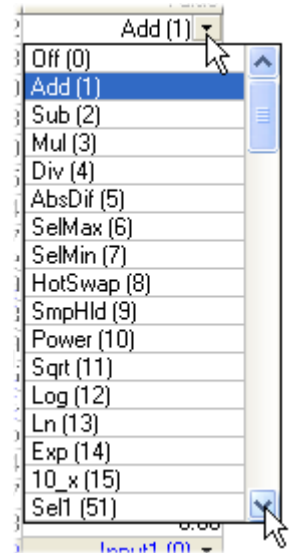 Add (1)
Off (0)
Add (1)
Sub (2)
Mul (3)
Div (4)
AbsDif (5)
SelMax (6)
SelMin (7)
HotSwap (8)
SmpHld (9)
Power (10)
Sqrt (11)
Log (12)
Ln (13)
Exp (14)
10_x (15)
Sel1 (51)
Input1 (0)